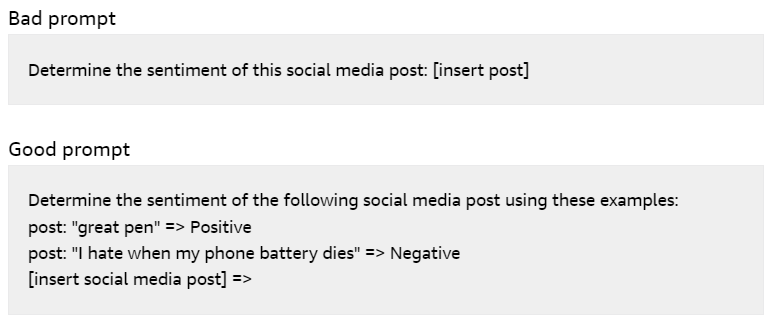 Bad prompt
Determine the sentiment of this social media post: [insert post]
Good prompt
Determine the sentiment of the following social media post using these examples:
post: "great pen" => Positive
post: "I hate when my phone battery dies" => Negative
[insert social media post] =>